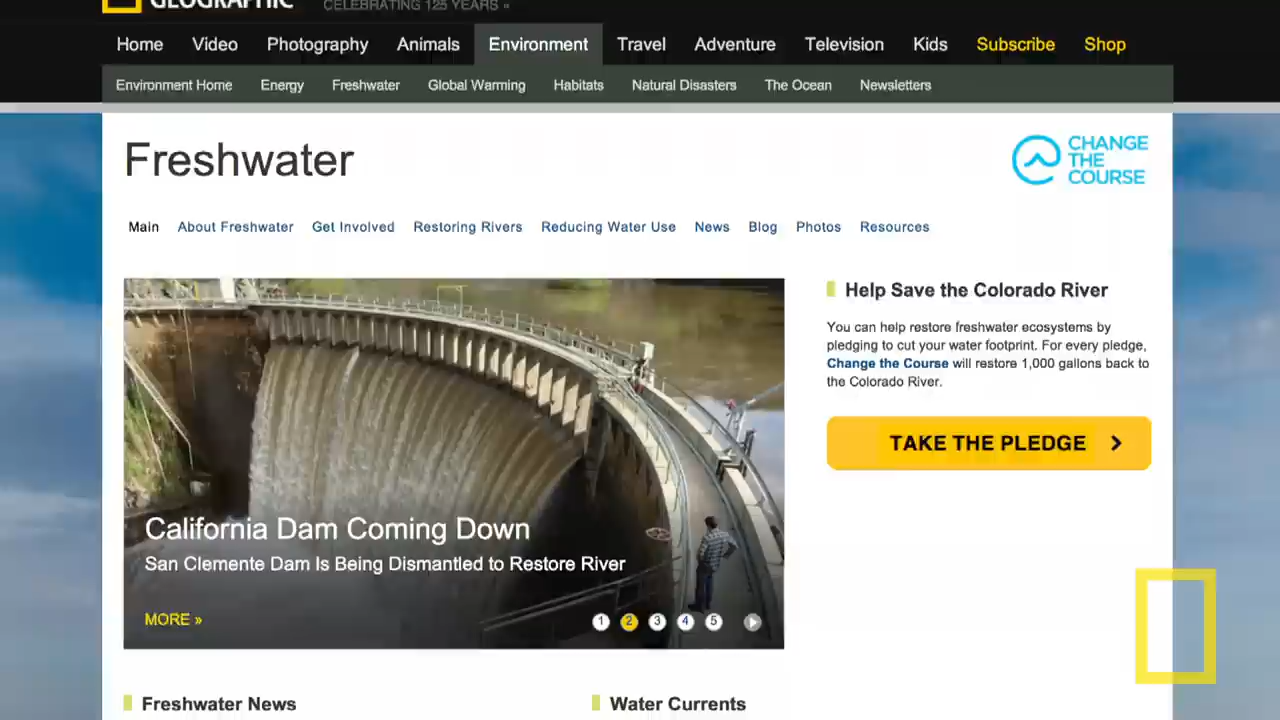 GEOGRAPHIC
CELEBRATING 125 YEARS »
Home Video Photography Animals Environment Travel Adventure Television Kids Subscribe Shop
Environment Home Energy Freshwater Global Warming Habitats Natural Disasters The Ocean Newsletters
Freshwater
CHANGE
THE
COURSE
Main About Freshwater Get Involved Restoring Rivers Reducing Water Use News Blog Photos Resources
California Dam Coming Down
San Clemente Dam Is Being Dismantled to Restore River
MORE »
1 2 3 4 5
Help Save the Colorado River
You can help restore freshwater ecosystems by
pledging to cut your water footprint. For every pledge,
Change the Course will restore 1,000 gallons back to
the Colorado River.
TAKE THE PLEDGE
Freshwater News
Water Currents